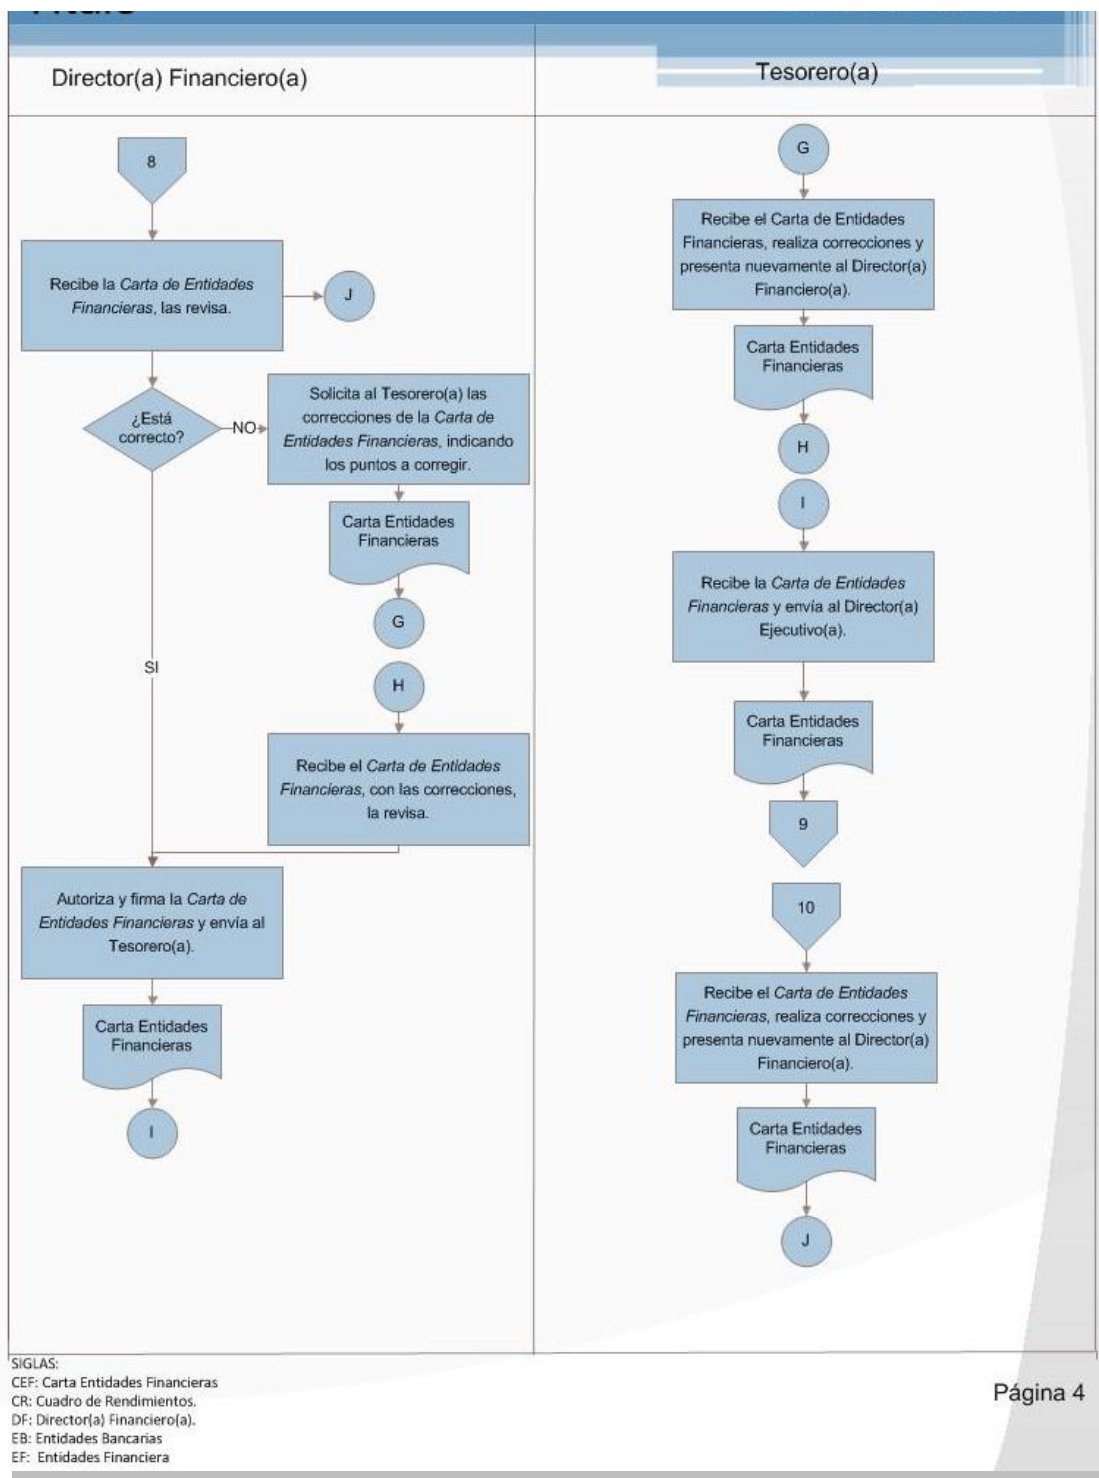 Director(a) Financiero(a)
8
Recibe la Carta de Entidades
Financieras, las revisa.
J
¿Está
correcto?
NO
Solicita al Tesorero(a) las
correcciones de la Carta de
Entidades Financieras, indicando
los puntos a corregir.
Carta Entidades
Financieras
G
H
SI
Recibe el Carta de Entidades
Financieras, con las correcciones,
la revisa.
Autoriza y firma la Carta de
Entidades Financieras y envía al
Tesorero(a).
Carta Entidades
Financieras
I
Tesorero(a)
G
Recibe el Carta de Entidades
Financieras, realiza correcciones y
presenta nuevamente al Director(a)
Financiero(a).
Carta Entidades
Financieras
H
I
Recibe la Carta de Entidades
Financieras y envía al Director(a)
Ejecutivo(a).
Carta Entidades
Financieras
9
10
Recibe el Carta de Entidades
Financieras, realiza correcciones y
presenta nuevamente al Director(a)
Financiero(a).
Carta Entidades
Financieras
J
SIGLAS:
CEF: Carta Entidades Financieras
CR: Cuadro de Rendimientos.
DF: Director(a) Financiero(a).
EB: Entidades Bancarias
EF: Entidades Financiera
Página 4